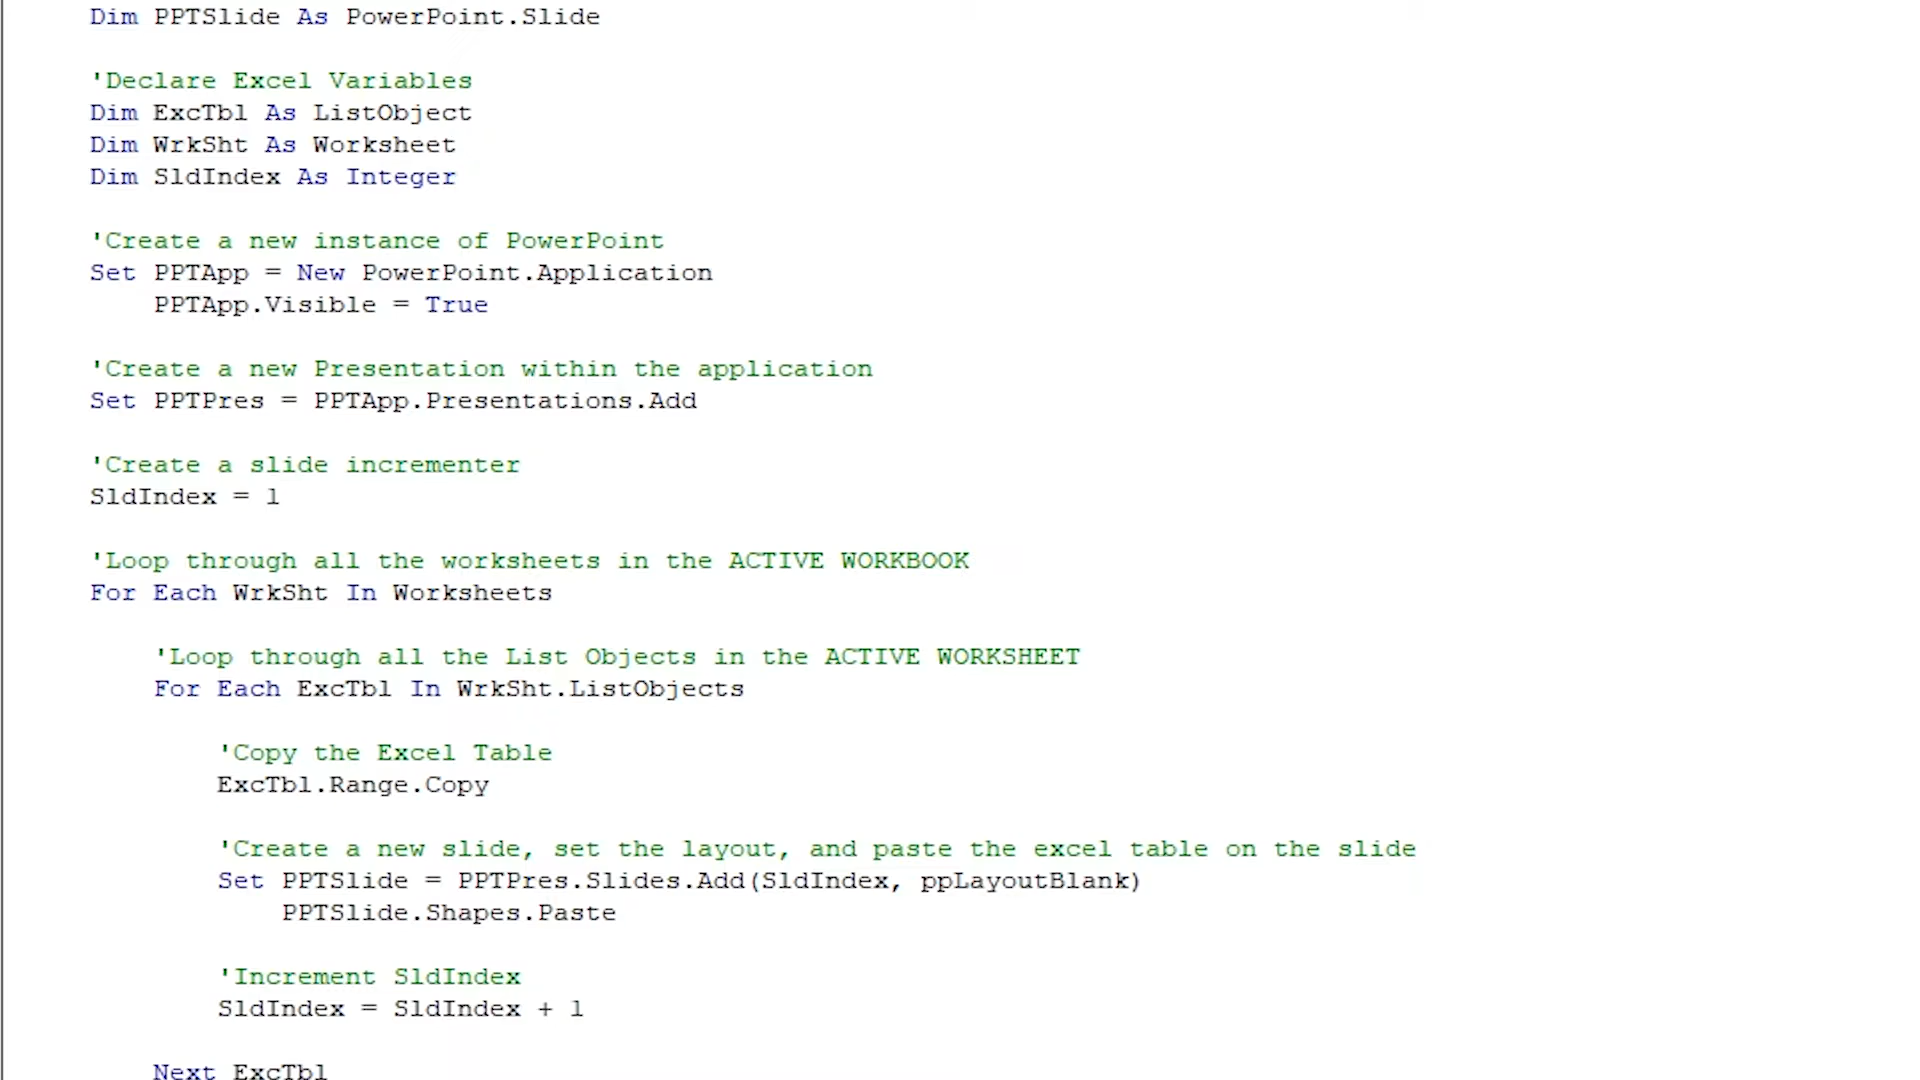 Dim PPTSlide As PowerPoint.Slide
'Declare Excel Variables
Dim ExcTbl As ListObject
Dim WrkSht As Worksheet
Dim SldIndex As Integer
'Create a new instance of PowerPoint
Set PPTApp = New PowerPoint.Application
PPTApp.Visible = True
'Create a new Presentation within the application
Set PPTPres = PPTApp.Presentations.Add
'Create a slide incrementer
SldIndex = 1
'Loop through all the worksheets in the ACTIVE WORKBOOK
For Each WrkSht In Worksheets
'Loop through all the List Objects in the ACTIVE WORKSHEET
For Each ExcTbl In WrkSht.ListObjects
'Copy the Excel Table
ExcTbl.Range.Copy
'Create a new slide, set the layout, and paste the excel table on the slide
Set PPTSlide = PPTPres.Slides.Add(SldIndex, ppLayoutBlank)
PPTSlide.Shapes.Paste
'Increment SldIndex
SldIndex = SldIndex + 1
Next ExcTbl